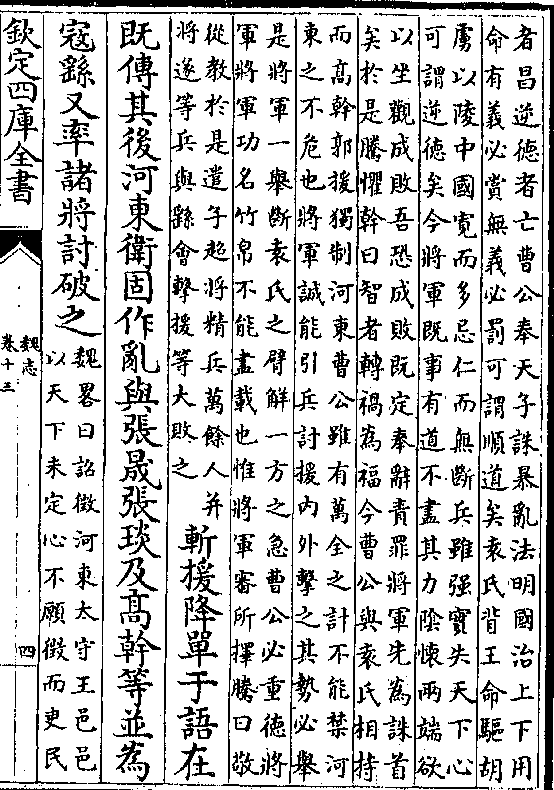 者昌逆德者亡曹公奉天子誅暴亂法明國治上下用
命有義必賞無義必罰可謂順道矣袁氏背王命驅胡
虜以陵中國寛而多忌仁而無斷兵雖强實失天下心
可謂逆德矣今將軍既事有道不盡其力陰懷兩端欲
以坐觀成敗吾恐成敗既定奉辭責罪將軍先為誅首
矣於是騰懼幹曰智者轉禍為福今曹公與袁氏相持
而髙幹郭援獨制河東曹公雖有萬全之計不能禁河
東之不危也將軍誠能引兵討援内外擊之其勢必舉
是將軍一舉斷袁氏之臂解一方之急曹公必重德將
軍將軍功名竹帛不能盡載也惟將軍審所擇騰曰敬
從教於是遣子超將精兵萬餘人并
將遂等兵與繇會擊援等大敗之
斬援降單于語在
既傳其後河東衛固作亂與張晟張琰及髙幹等並為
寇繇又率諸將討破之
魏畧曰詔徵河東太守王邑邑
以天下未定心不願徵而吏民
欽定四庫全書
魏志
卷十三
四